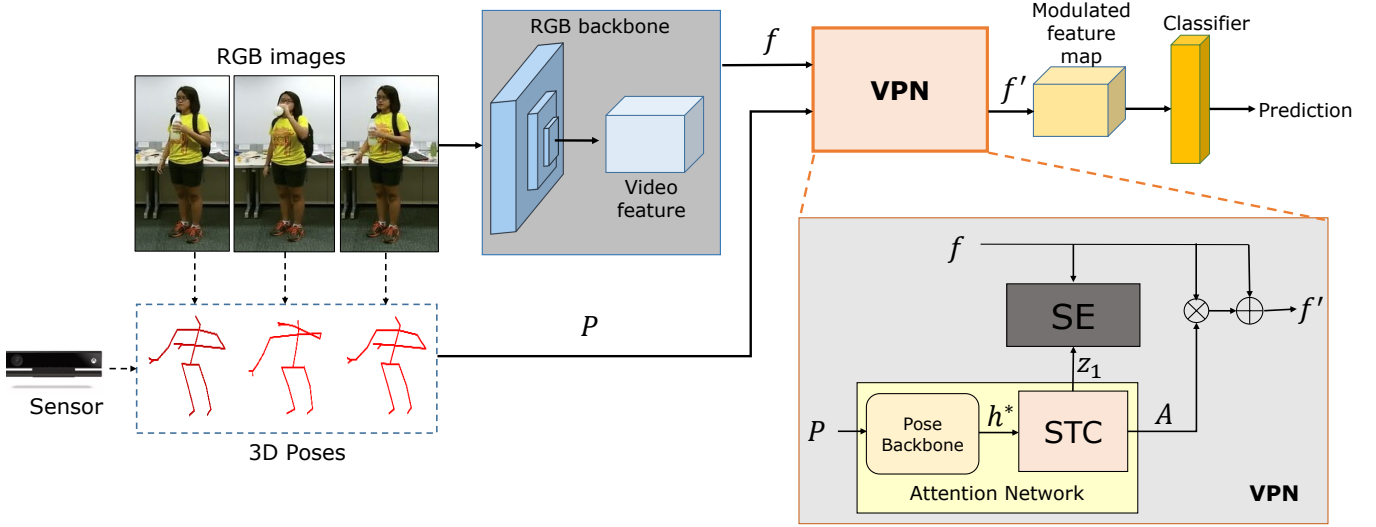 RGB images
RGB backbone
Video
feature
f
VPN
f′
Modulated
feature
map
Classifier
Prediction
Sensor
3D Poses
P
f
SE
f′
z₁
P
Pose
Backbone
h*
STC
A
Attention Network
VPN